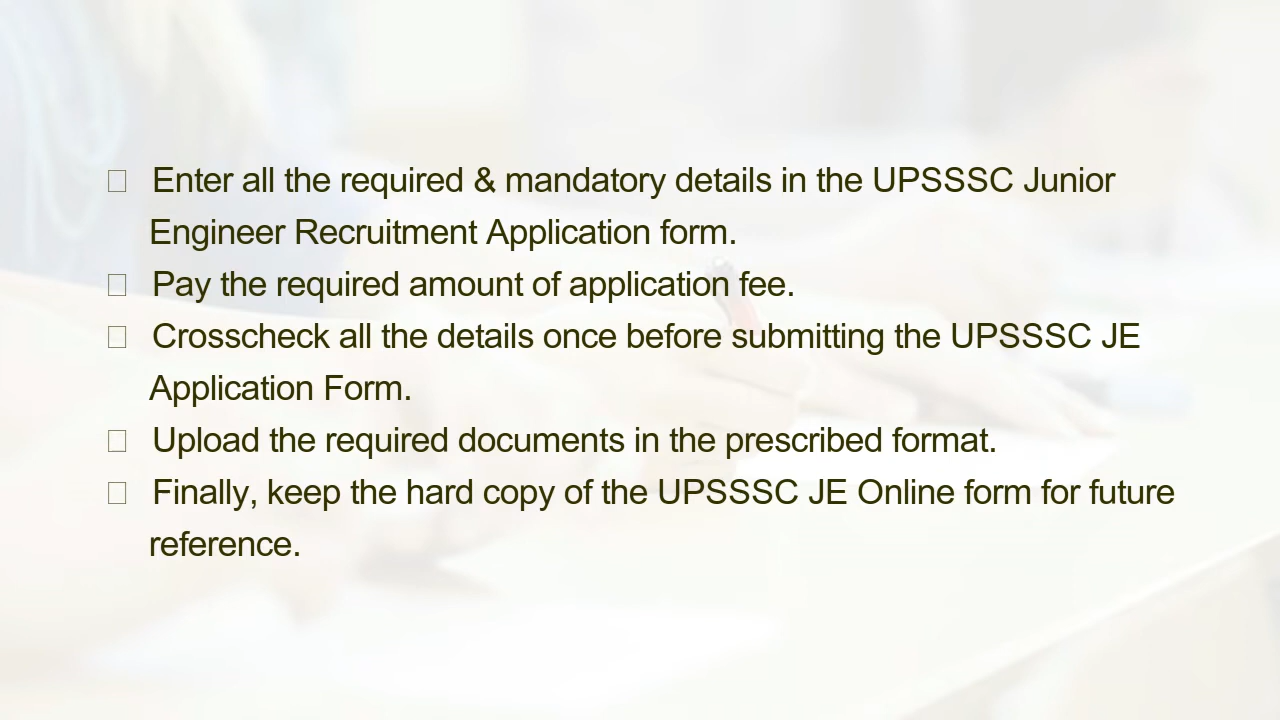 Enter all the required & mandatory details in the UPSSSC Junior
Engineer Recruitment Application form.
Pay the required amount of application fee.
Crosscheck all the details once before submitting the UPSSSC JE
Application Form.
Upload the required documents in the prescribed format.
Finally, keep the hard copy of the UPSSSC JE Online form for future
reference.